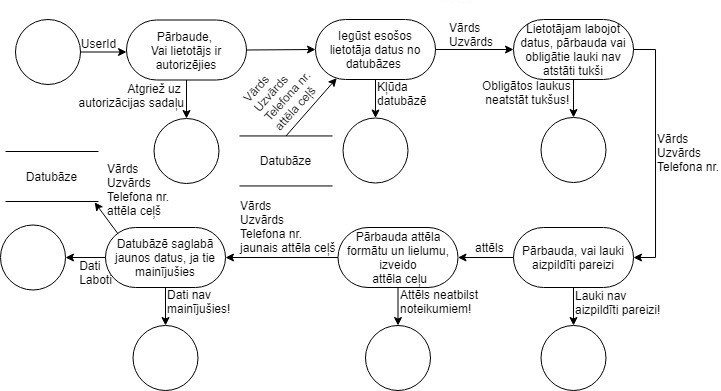 UserId
Pārbaude,
Vai lietotājs ir
autorizējies
Atgriež uz
autorizācijas sadaļu
Iegūst esošos
lietotāja datus no
datubāzes
Vārds
Uzvārds
Telefona nr.
attēla ceļš
Datubāze
Kļūda
datubāzē
Vārds
Uzvārds
Lietotājam labojot
datus, pārbauda vai
obligātie lauki nav
atstāti tukši
Obligātos laukus
neatstāt tukšus!
Vārds
Uzvārds
Telefona nr.
Pārbauda, vai lauki
aizpildīti pareizi
Lauki nav
aizpildīti pareizi!
attēls
Pārbauda attēla
formātu un lielumu,
izveido
attēla ceļu
Attēls neatbilst
noteikumiem!
Vārds
Uzvārds
Telefona nr.
jaunais attēla ceļš
Datubāzē saglabā
jaunos datus, ja tie
mainījušies
Dati nav
mainījušies!
Dati
Laboti
Vārds
Uzvārds
Telefona nr.
attēla ceļš
Datubāze